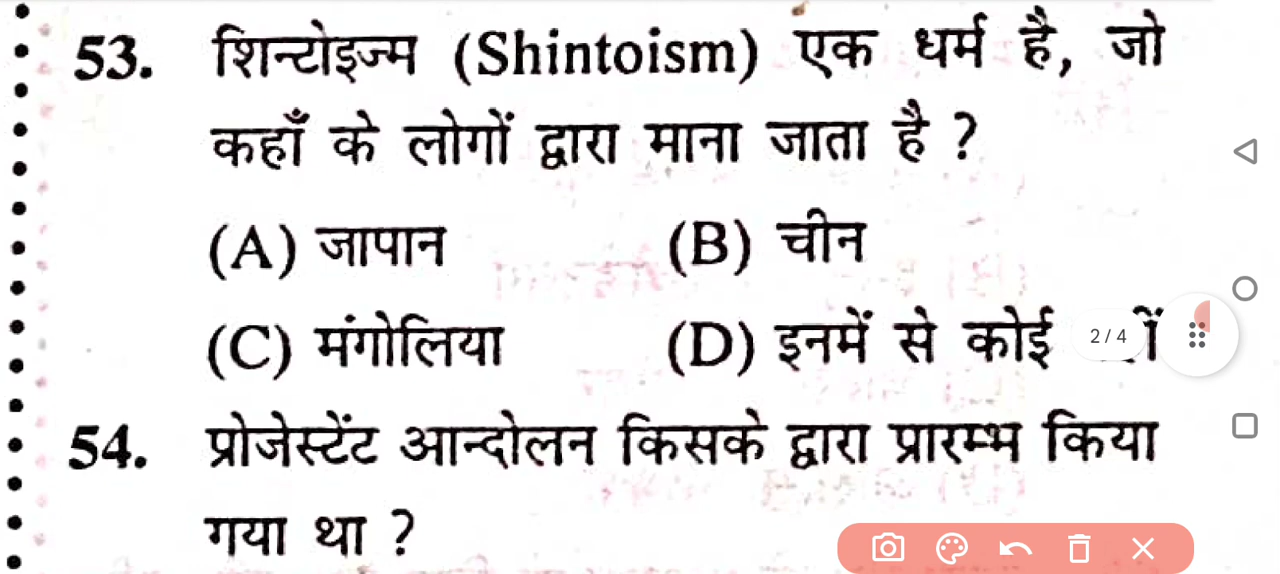 53. शिन्टोइज्म (Shintoism) एक धर्म है, जो
कहाँ के लोगों द्वारा माना जाता है ?
(A) जापान (B) चीन
(C) मंगोलिया (D) इनमें से कोई
2/4
54. प्रोजेस्टेंट आन्दोलन किसके द्वारा प्रारम्भ किया
गया था ?